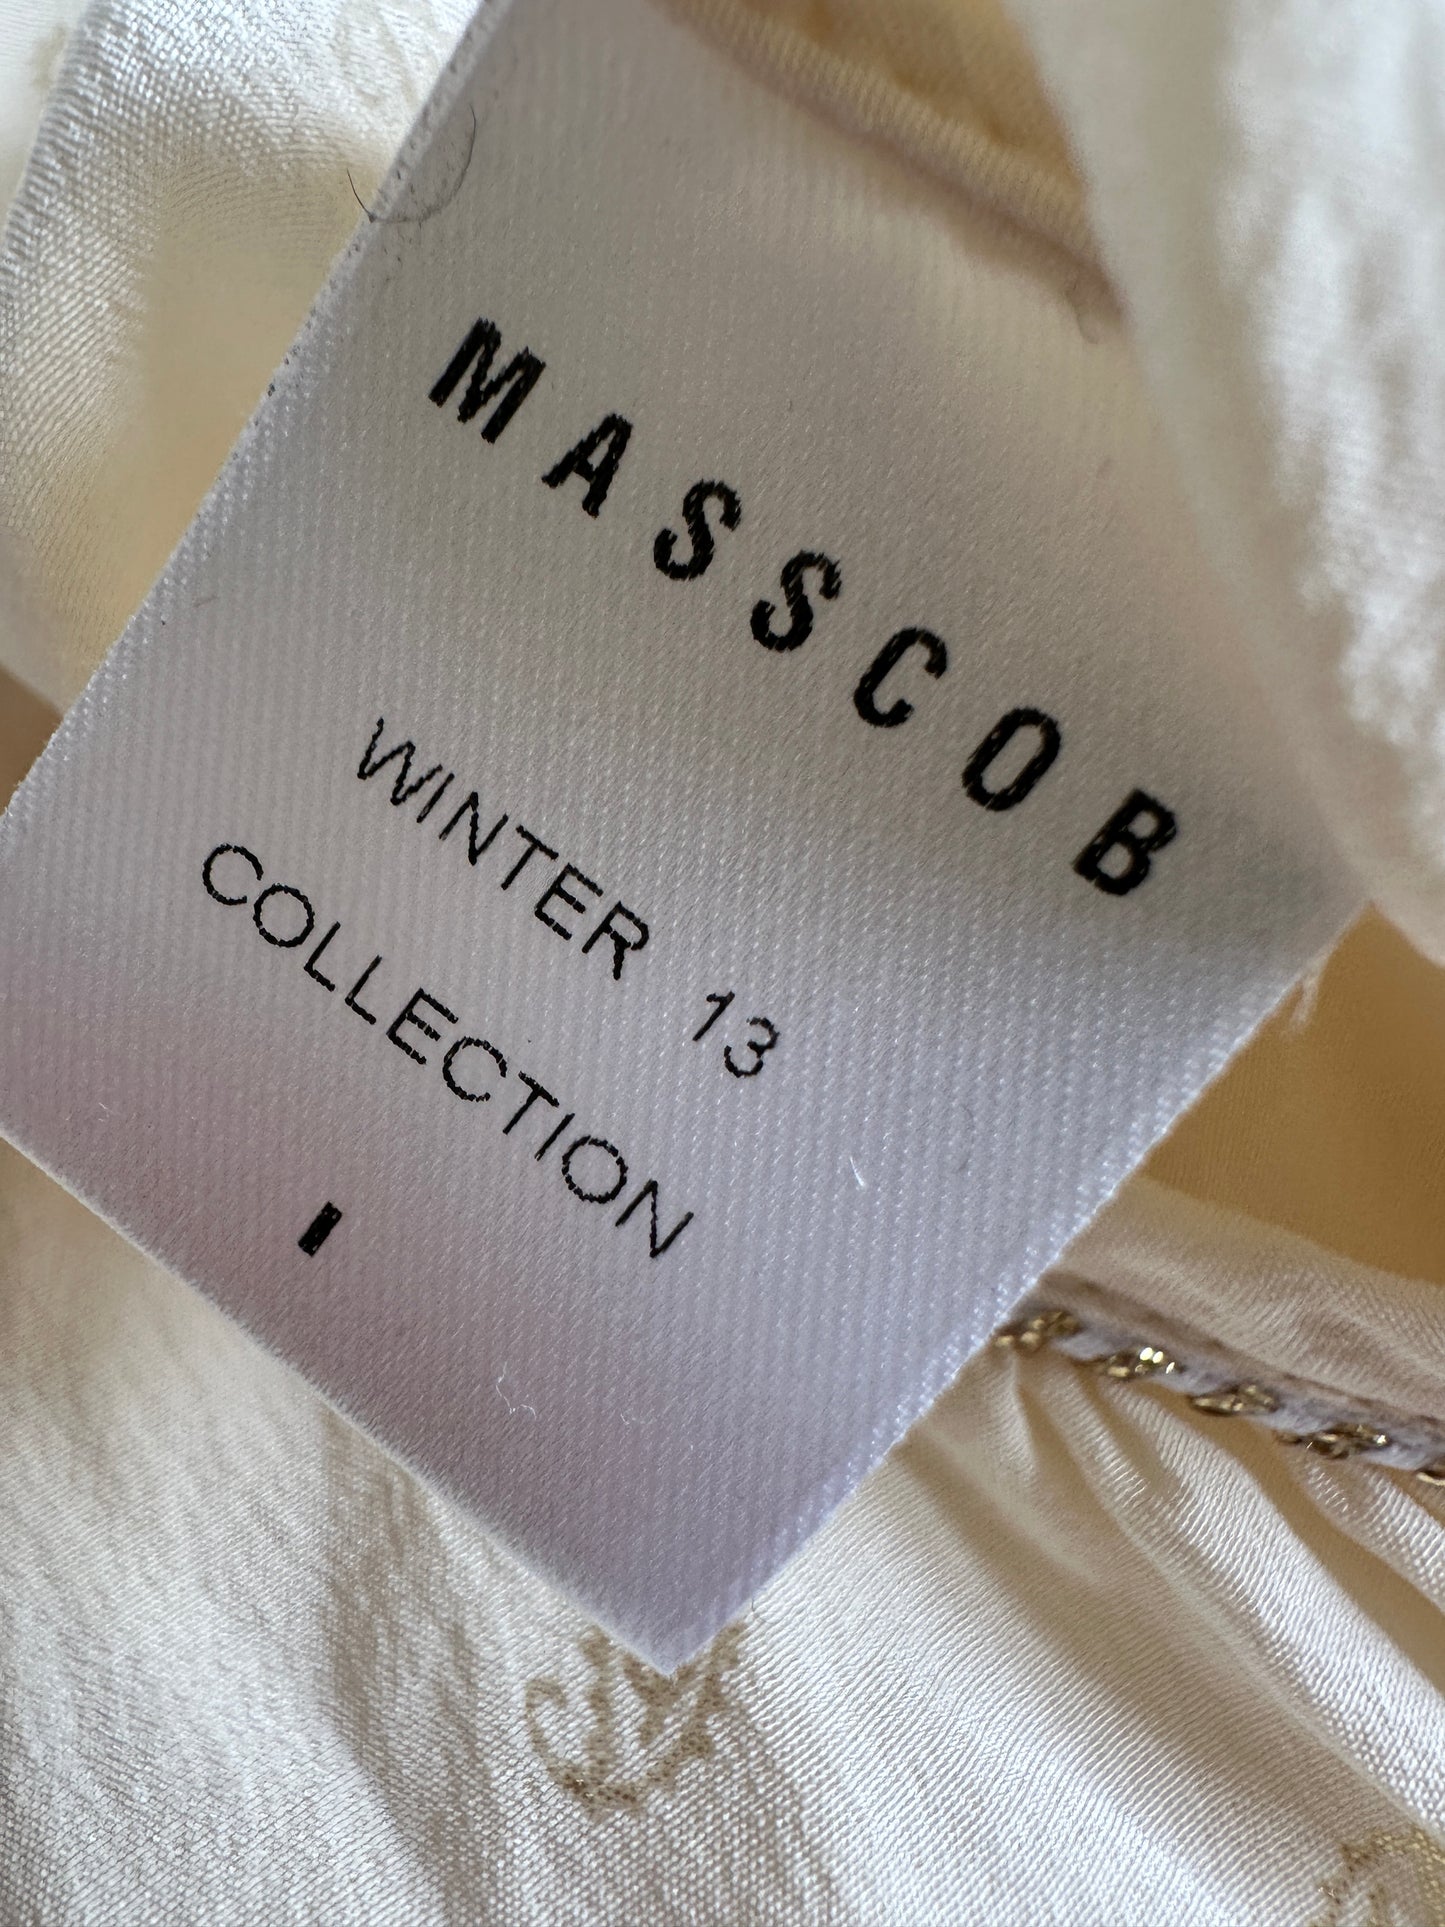 MASSCOB
WINTER 13
COLLECTION
I